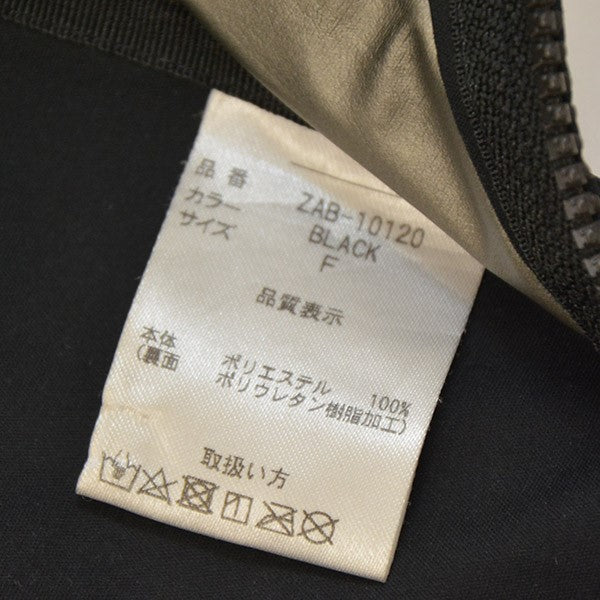 品番 ZAB-10120
カラー BLACK
サイズ F
品質表示
本体 ポリエステル 100%
(裏面 ポリウレタン樹脂加工)
取扱い方